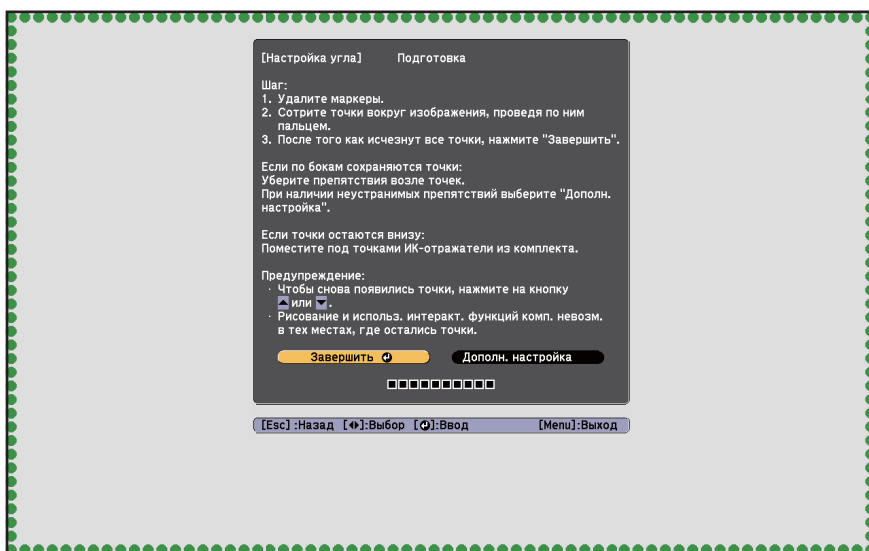 [Настройка угла] Подготовка
Шаг:
1. Удалите маркеры.
2. Сотрите точки вокруг изображения, проведя по ним
пальцем.
3. После того как исчезнут все точки, нажмите "Завершить".
Если по бокам сохраняются точки:
Уберите препятствия возле точек.
При наличии неустранимых препятствий выберите "Дополн.
настройка".
Если точки остаются внизу:
Поместите под точками ИК-отражатели из комплекта.
Предупреждение:
· Чтобы снова появились точки, нажмите на кнопку
▲ или ▼.
· Рисование и использ. интеракт. функций комп. невозм.
в тех местах, где остались точки.
Завершить Дополн. настройка
[Esc] :Назад [◆]:Выбор [⏎]:Ввод [Menu]:Выход